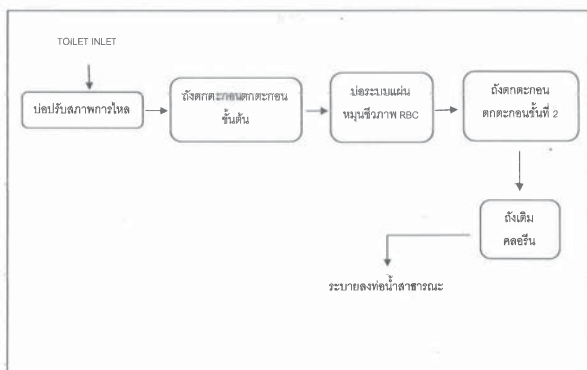 TOILET INLET
บ่อปรับสภาพการไหล
ถังตกตะกอนตกตะกอน
ขั้นต้น
บ่อระบบแผ่น
หมุนชีวภาพ RBC
ถังตกตะกอน
ตกตะกอนขั้นที่ 2
ถังเติม
คลอรีน
ระบายลงท่อน้ำสาธารณะ